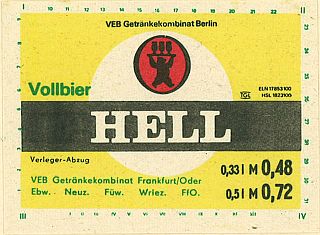 VEB Getränkekombinat Berlin
Vollbier
TGL
ELN 17853100
HSL 1823100
HELL
Verleger-Abzug
0,33 l M 0,48
VEB Getränkekombinat Frankfurt/Oder
0,5 l M 0,72
Ebw. Neuz. Füw. Wriez. FfO.